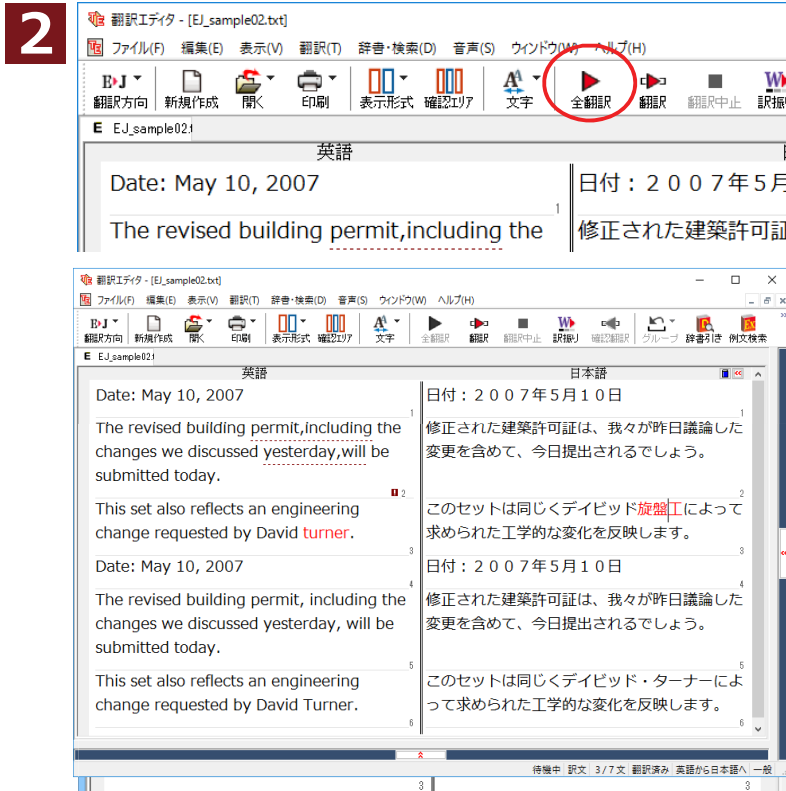 2
翻訳エディタ - [EJ_sample02.txt]
ファイル(F) 編集(E) 表示(V) 翻訳(T) 辞書・検索(D) 音声(S) ウインドウ(W) ヘルプ(H)
E▸J
翻訳方向 新規作成 開く 印刷 表示形式 確認エリア 文字 全翻訳 翻訳 翻訳中止 訳振り
E EJ_sample02.t
英語
Date: May 10, 2007
日付：２００７年５月
1
The revised building permit,including the
修正された建築許可証
翻訳エディタ - [EJ_sample02.txt]
ファイル(F) 編集(E) 表示(V) 翻訳(T) 辞書・検索(D) 音声(S) ウインドウ(W) ヘルプ(H)
E▸J
翻訳方向 新規作成 開く 印刷 表示形式 確認エリア 文字 全翻訳 翻訳 翻訳中止 訳振り 確認翻訳 グループ 辞書引き 例文検索
E EJ_sample02.t
英語 日本語
Date: May 10, 2007
1
日付：２００７年５月１０日
1
The revised building permit,including the
changes we discussed yesterday,will be
submitted today.
2
修正された建築許可証は、我々が昨日議論した
変更を含めて、今日提出されるでしょう。
2
This set also reflects an engineering
change requested by David turner.
3
このセットは同じくデイビッド旋盤工によって
求められた工学的な変化を反映します。
3
Date: May 10, 2007
4
日付：２００７年５月１０日
4
The revised building permit, including the
changes we discussed yesterday, will be
submitted today.
5
修正された建築許可証は、我々が昨日議論した
変更を含めて、今日提出されるでしょう。
5
This set also reflects an engineering
change requested by David Turner.
6
このセットは同じくデイビッド・ターナーによ
って求められた工学的な変化を反映します。
6
待機中 訳文 3/7文 翻訳済み 英語から日本語へ 一般
3 3